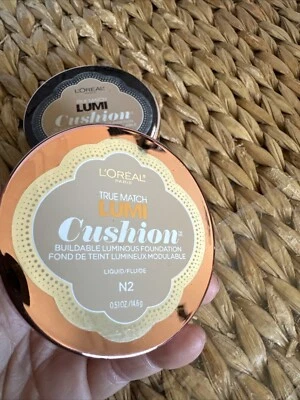 L'ORÉAL
LUMI
Cushion
L'ORÉAL
PARIS
TRUE MATCH
LUMI
Cushion
BUILDABLE LUMINOUS FOUNDATION
FOND DE TEINT LUMINEUX MODULABLE
LIQUID/FLUIDE
N2
0.51 OZ/14.6 g